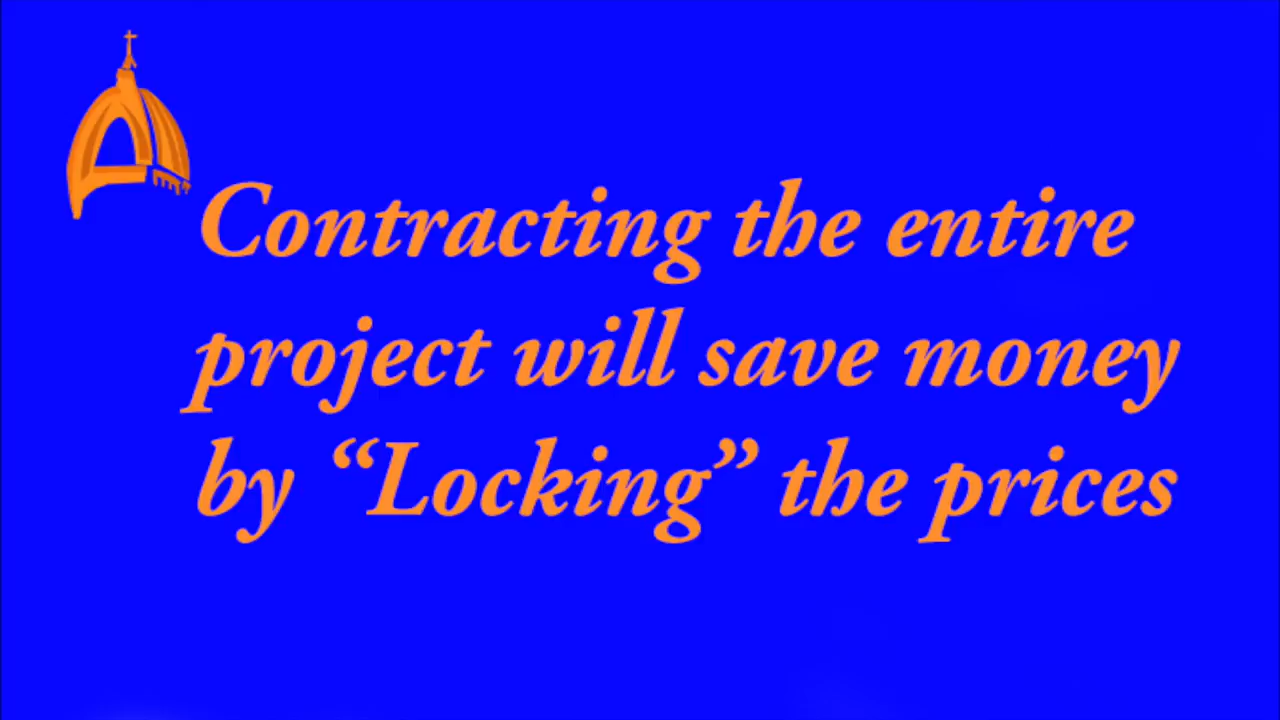 Contracting the entire
project will save money
by “Locking” the prices